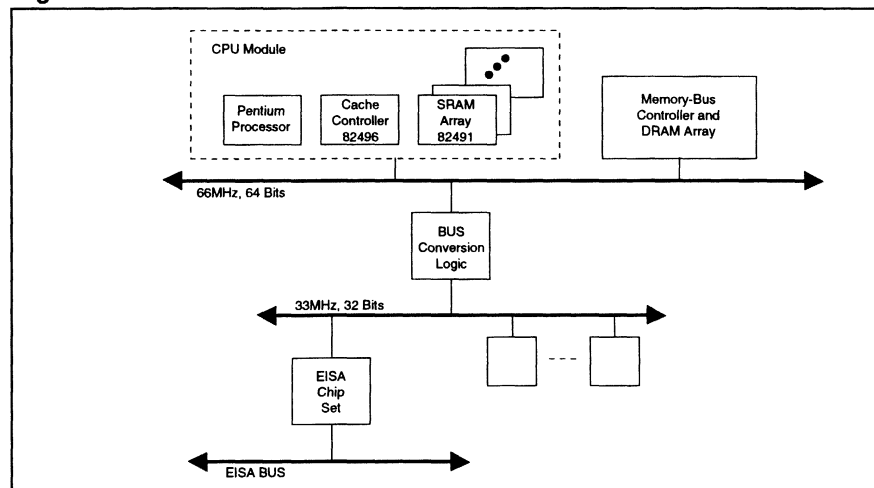 CPU Module
Pentium
Processor
Cache
Controller
82496
SRAM
Array
82491
Memory-Bus
Controller and
DRAM Array
66MHz, 64 Bits
BUS
Conversion
Logic
33MHz, 32 Bits
EISA
Chip
Set
EISA BUS